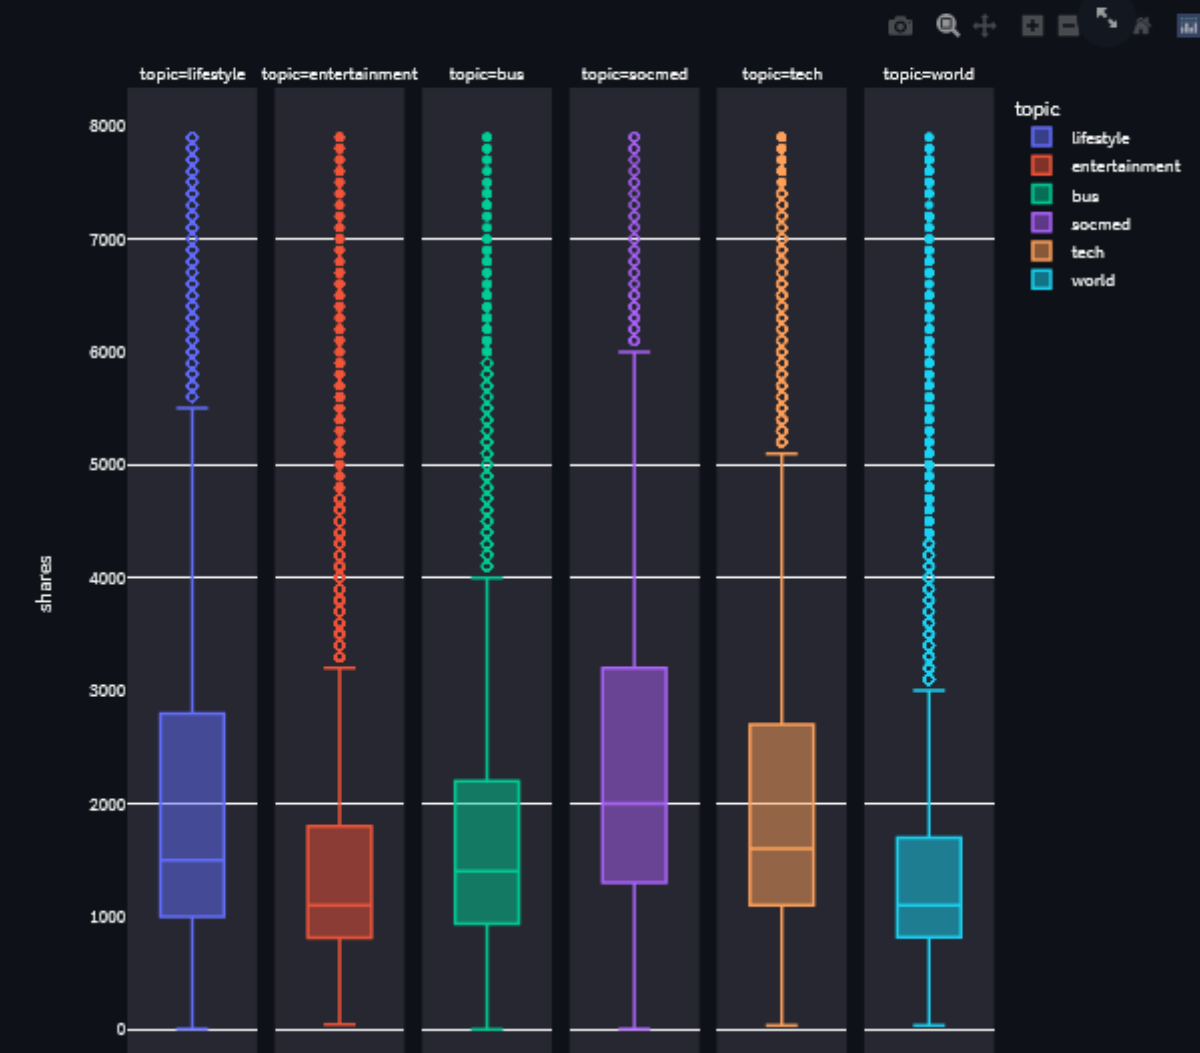 topic=lifestyle topic=entertainment topic=bus topic=socmed topic=tech topic=world
topic
lifestyle
entertainment
bus
socmed
tech
world
8000
7000
6000
5000
4000
3000
2000
1000
0
shares